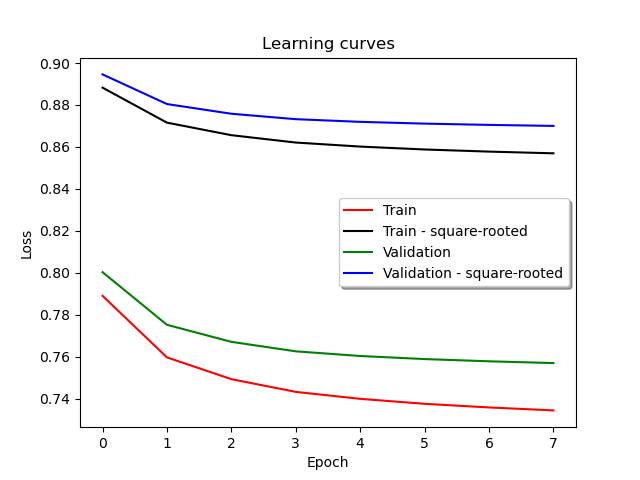 Learning curves
0.90
0.88
0.86
0.84
0.82
0.80
0.78
0.76
0.74
Loss
Train
Train - square-rooted
Validation
Validation - square-rooted
0 1 2 3 4 5 6 7
Epoch